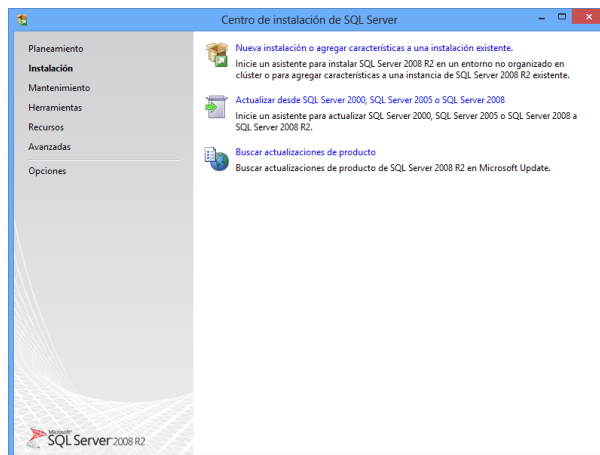 Centro de instalación de SQL Server
Planeamiento
Instalación
Mantenimiento
Herramientas
Recursos
Avanzadas
Opciones
Nueva instalación o agregar características a una instalación existente.
Inicie un asistente para instalar SQL Server 2008 R2 en un entorno no organizado en
clúster o para agregar características a una instancia de SQL Server 2008 R2 existente.
Actualizar desde SQL Server 2000, SQL Server 2005 o SQL Server 2008
Inicie un asistente para actualizar SQL Server 2000, SQL Server 2005 o SQL Server 2008 a
SQL Server 2008 R2.
Buscar actualizaciones de producto
Buscar actualizaciones de producto de SQL Server 2008 R2 en Microsoft Update.
Microsoft
SQL Server 2008 R2